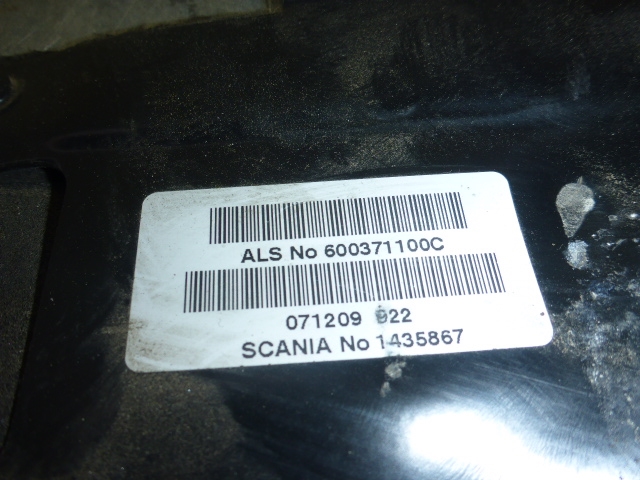 ALS No 600371100C
071209 922
SCANIA No 1435867